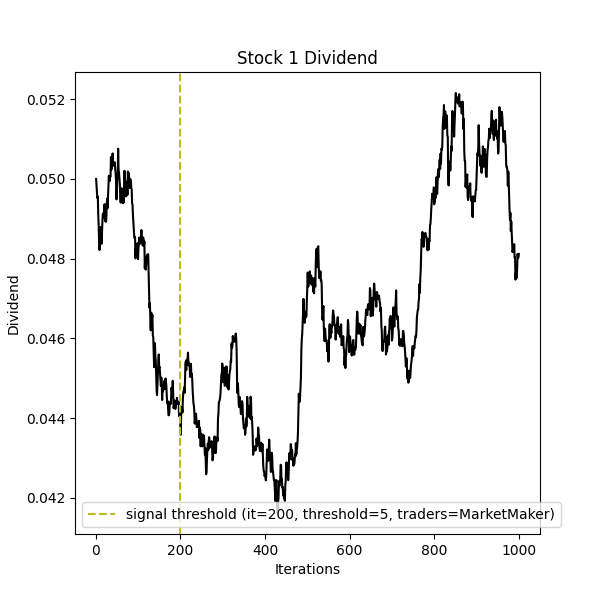 Stock 1 Dividend
Dividend
0.052
0.050
0.048
0.046
0.044
0.042
signal threshold (it=200, threshold=5, traders=MarketMaker)
0 200 400 600 800 1000
Iterations